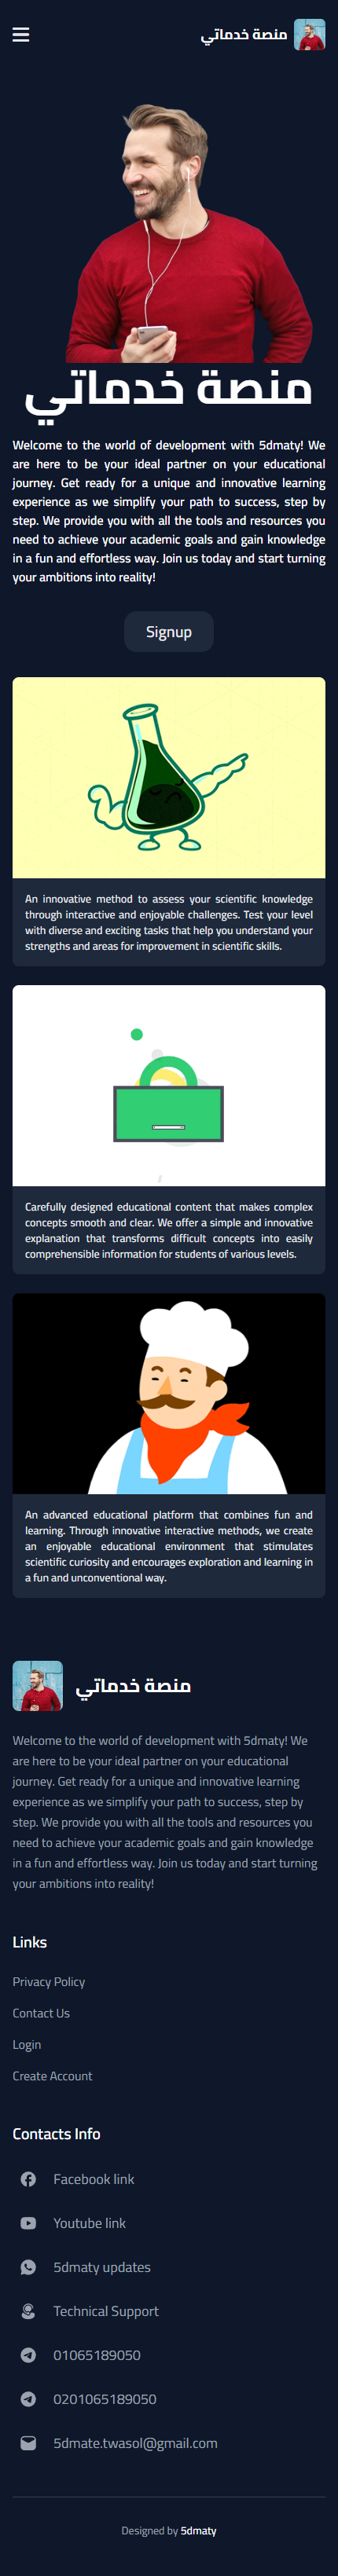 منصة خدماتي
منصة خدماتي
Welcome to the world of development with 5dmaty! We
are here to be your ideal partner on your educational
journey. Get ready for a unique and innovative learning
experience as we simplify your path to success, step by
step. We provide you with all the tools and resources you
need to achieve your academic goals and gain knowledge
in a fun and effortless way. Join us today and start turning
your ambitions into reality!
Signup
An innovative method to assess your scientific knowledge
through interactive and enjoyable challenges. Test your level
with diverse and exciting tasks that help you understand your
strengths and areas for improvement in scientific skills.
Carefully designed educational content that makes complex
concepts smooth and clear. We offer a simple and innovative
explanation that transforms difficult concepts into easily
comprehensible information for students of various levels.
An advanced educational platform that combines fun and
learning. Through innovative interactive methods, we create
an enjoyable educational environment that stimulates
scientific curiosity and encourages exploration and learning in
a fun and unconventional way.
منصة خدماتي
Welcome to the world of development with 5dmaty! We
are here to be your ideal partner on your educational
journey. Get ready for a unique and innovative learning
experience as we simplify your path to success, step by
step. We provide you with all the tools and resources you
need to achieve your academic goals and gain knowledge
in a fun and effortless way. Join us today and start turning
your ambitions into reality!
Links
Privacy Policy
Contact Us
Login
Create Account
Contacts Info
Facebook link
Youtube link
5dmaty updates
Technical Support
01065189050
0201065189050
5dmate.twasol@gmail.com
Designed by 5dmaty